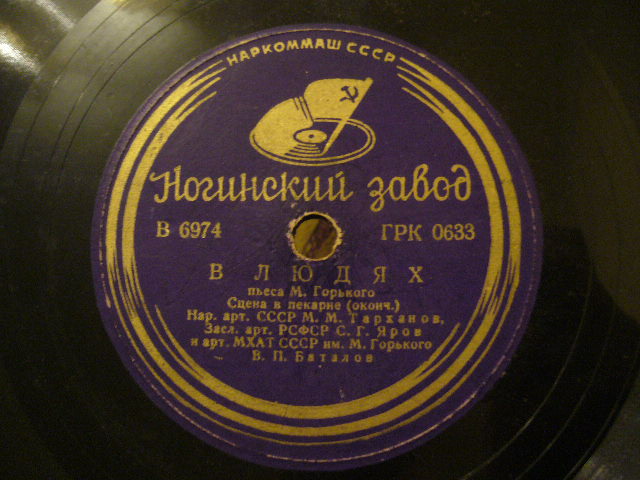 НАРКОММАШ СССР
Ногинский завод
В 6974 ГРК 0633
В ЛЮДЯХ
пьеса М. Горького
Сцена в пекарне (оконч.)
Нар. арт. СССР М. М. Тарханов,
Засл. арт. РСФСР С. Г. Яров
и арт. МХАТ СССР им. М. Горького
В. П. Баталов